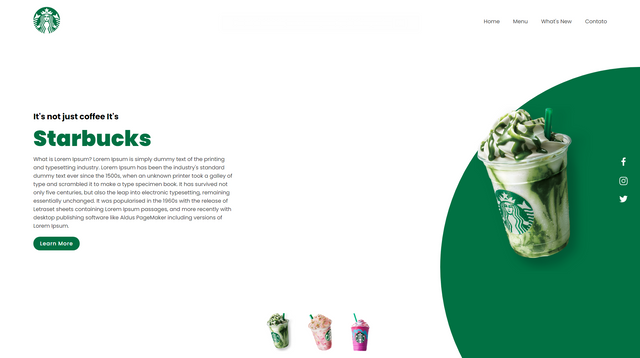 Home Menu What's New Contato
It's not just coffee It's
Starbucks
What is Lorem Ipsum? Lorem Ipsum is simply dummy text of the printing
and typesetting industry. Lorem Ipsum has been the industry's standard
dummy text ever since the 1500s, when an unknown printer took a galley of
type and scrambled it to make a type specimen book. It has survived not
only five centuries, but also the leap into electronic typesetting, remaining
essentially unchanged. It was popularised in the 1960s with the release of
Letraset sheets containing Lorem Ipsum passages, and more recently with
desktop publishing software like Aldus PageMaker including versions of
Lorem Ipsum.
Learn More